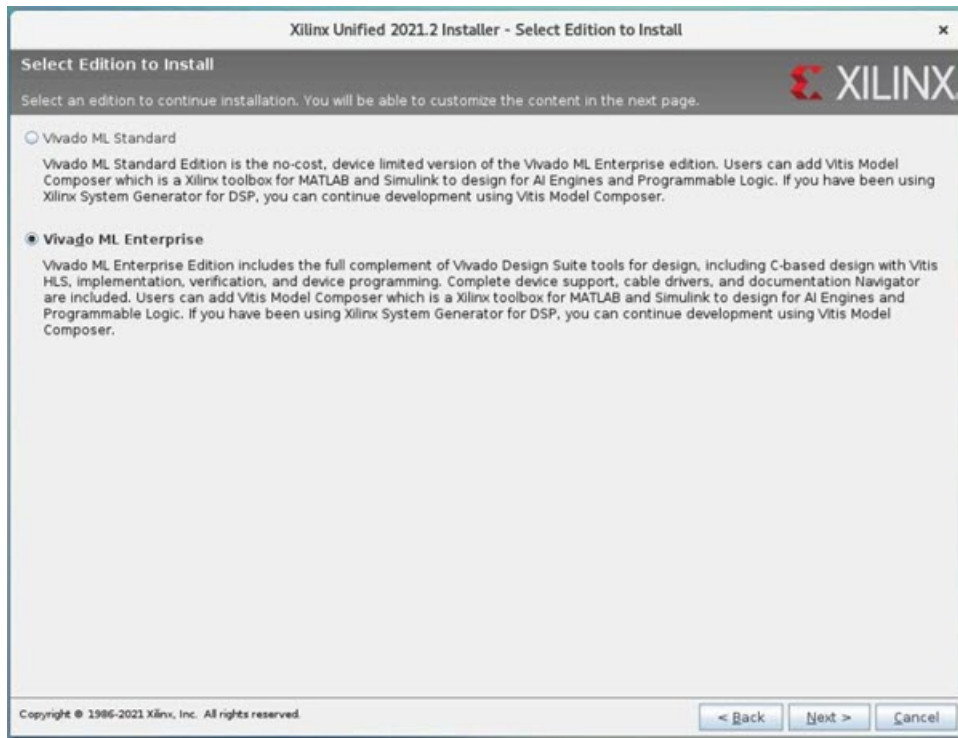 Xilinx Unified 2021.2 Installer - Select Edition to Install
Select Edition to Install
XILINX
Select an edition to continue installation. You will be able to customize the content in the next page.
Vivado ML Standard
Vivado ML Standard Edition is the no-cost, device limited version of the Vivado ML Enterprise edition. Users can add Vitis Model
Composer which is a Xilinx toolbox for MATLAB and Simulink to design for AI Engines and Programmable Logic. If you have been using
Xilinx System Generator for DSP, you can continue development using Vitis Model Composer.
Vivado ML Enterprise
Vivado ML Enterprise Edition includes the full complement of Vivado Design Suite tools for design, including C-based design with Vitis
HLS, implementation, verification, and device programming. Complete device support, cable drivers, and documentation Navigator
are included. Users can add Vitis Model Composer which is a Xilinx toolbox for MATLAB and Simulink to design for AI Engines and
Programmable Logic. If you have been using Xilinx System Generator for DSP, you can continue development using Vitis Model
Composer.
Copyright © 1986-2021 Xilinx, Inc. All rights reserved.
< Back
Next >
Cancel